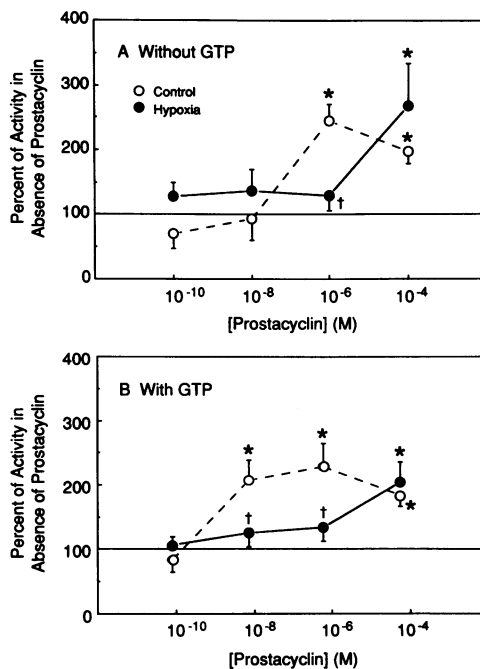 A Without GTP
Control
Hypoxia
Percent of Activity in
Absence of Prostacyclin
400
300
200
100
0
*
*
*
†
10⁻¹⁰ 10⁻⁸ 10⁻⁶ 10⁻⁴
[Prostacyclin] (M)
B With GTP
Percent of Activity in
Absence of Prostacyclin
400
300
200
100
0
*
*
*
*
†
†
10⁻¹⁰ 10⁻⁸ 10⁻⁶ 10⁻⁴
[Prostacyclin] (M)